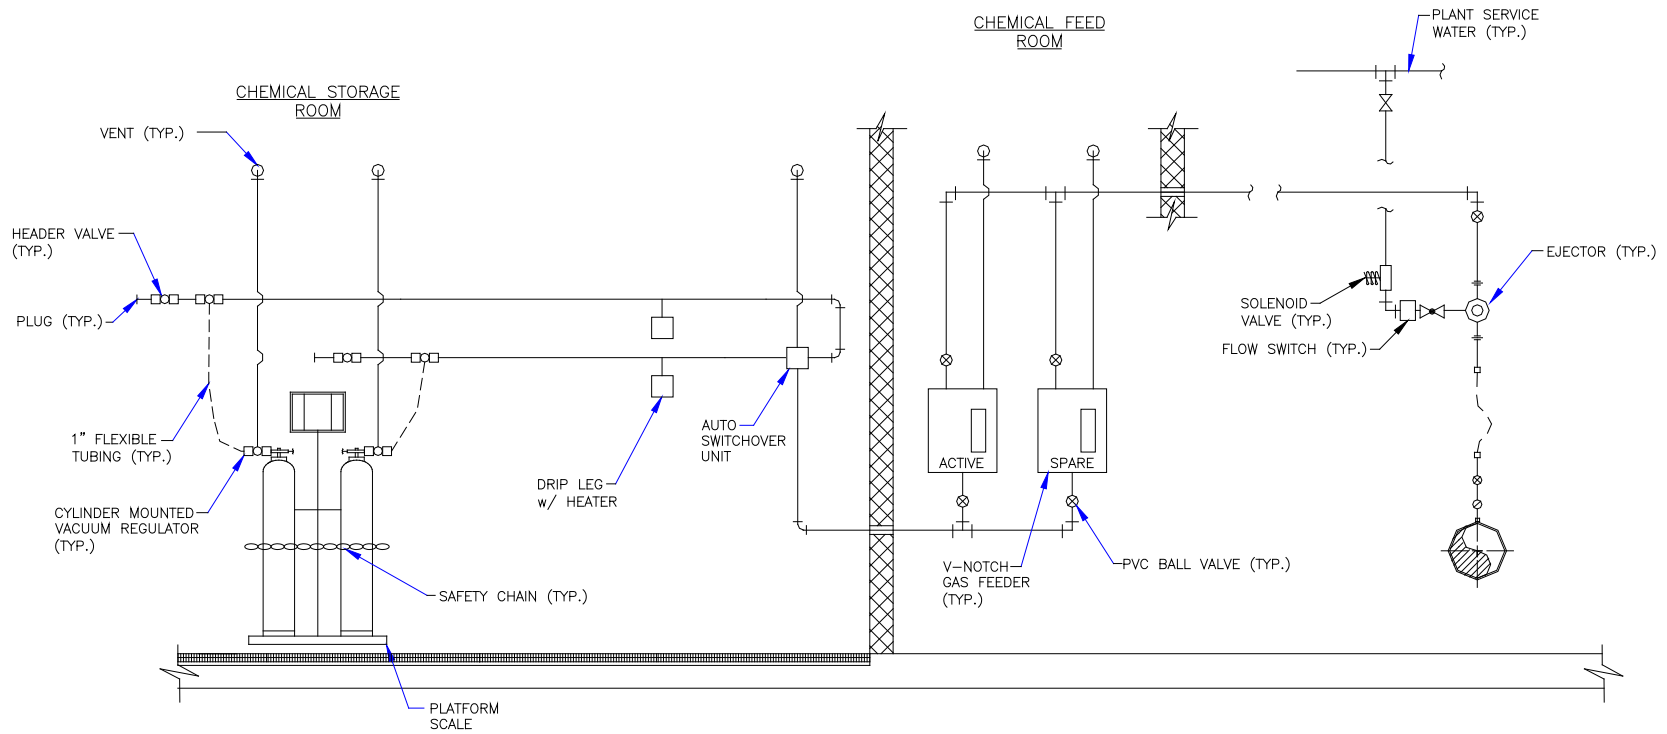 CHEMICAL FEED
ROOM
PLANT SERVICE
WATER (TYP.)
CHEMICAL STORAGE
ROOM
VENT (TYP.)
HEADER VALVE
(TYP.)
PLUG (TYP.)
EJECTOR (TYP.)
SOLENOID
VALVE (TYP.)
FLOW SWITCH (TYP.)
1" FLEXIBLE
TUBING (TYP.)
AUTO
SWITCHOVER
UNIT
ACTIVE
SPARE
DRIP LEG
w/ HEATER
CYLINDER MOUNTED
VACUUM REGULATOR
(TYP.)
V-NOTCH
GAS FEEDER
(TYP.)
PVC BALL VALVE (TYP.)
SAFETY CHAIN (TYP.)
PLATFORM
SCALE